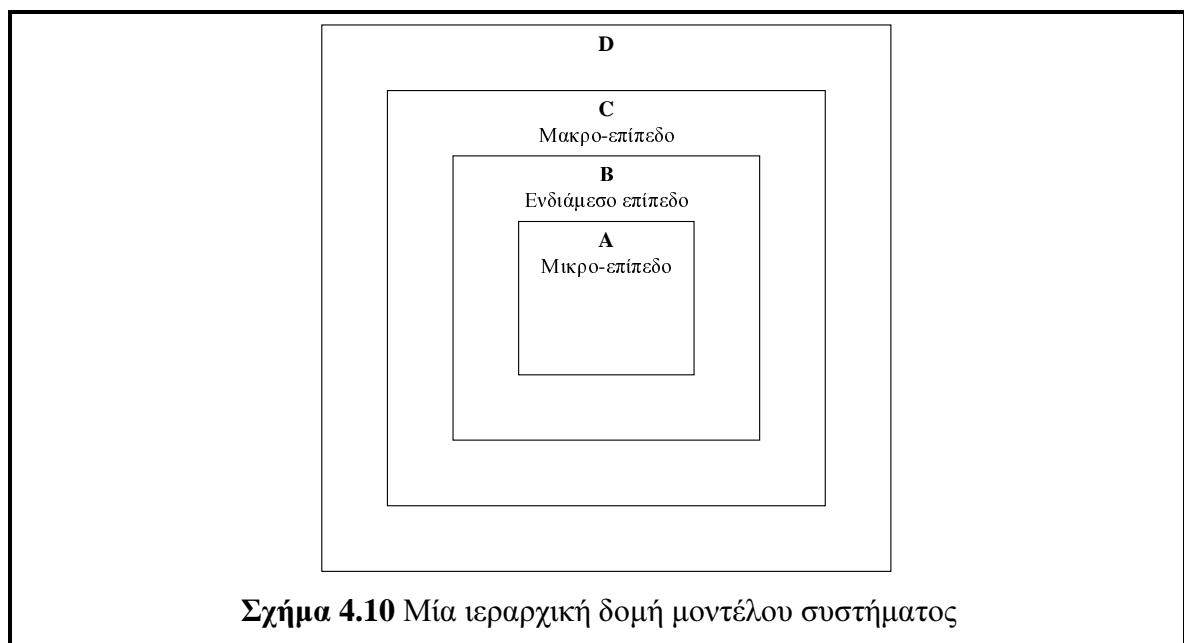 D
C
Μακρο-επίπεδο
B
Ενδιάμεσο επίπεδο
A
Μικρο-επίπεδο
Σχήμα 4.10 Μία ιεραρχική δομή μοντέλου συστήματος